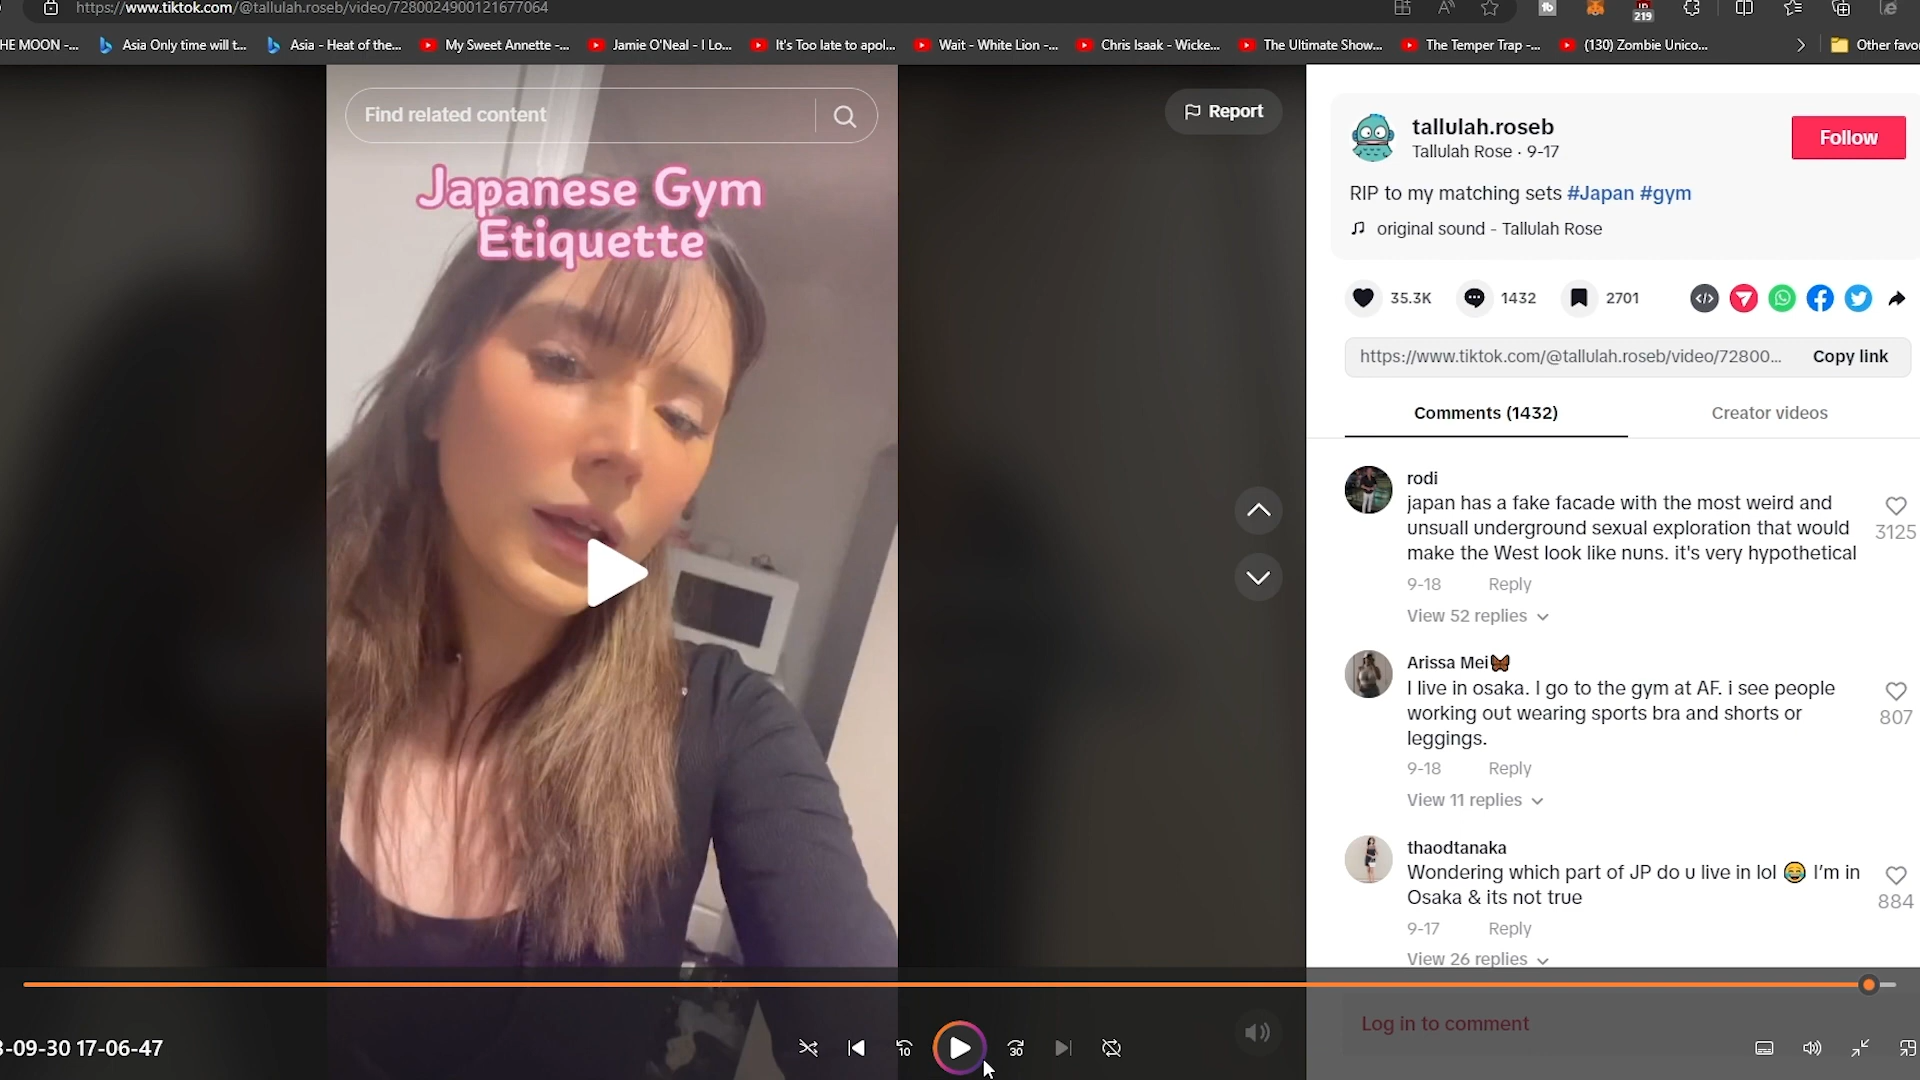 https://www.tiktok.com/@tallulah.roseb/video/7280024900121677064
219
HE MOON -...
Asia Only time will t...
Asia - Heat of the...
My Sweet Annette -...
Jamie O'Neal - I Lo...
It's Too late to apol...
Wait - White Lion -...
Chris Isaak - Wicke...
The Ultimate Show...
The Temper Trap -...
(130) Zombie Unico...
Other favo
Find related content
Report
Japanese Gym
Etiquette
tallulah.roseb
Tallulah Rose · 9-17
Follow
RIP to my matching sets #Japan #gym
original sound - Tallulah Rose
35.3K
1432
2701
https://www.tiktok.com/@tallulah.roseb/video/72800...
Copy link
Comments (1432)
Creator videos
rodi
japan has a fake facade with the most weird and
unsuall underground sexual exploration that would
make the West look like nuns. it's very hypothetical
3125
9-18
Reply
View 52 replies
Arissa Mei🦋
I live in osaka. I go to the gym at AF. i see people
working out wearing sports bra and shorts or
leggings.
807
9-18
Reply
View 11 replies
thaodtanaka
Wondering which part of JP do u live in lol 😂 I'm in
Osaka & its not true
884
9-17
Reply
View 26 replies
Log in to comment
3-09-30 17-06-47
10
30